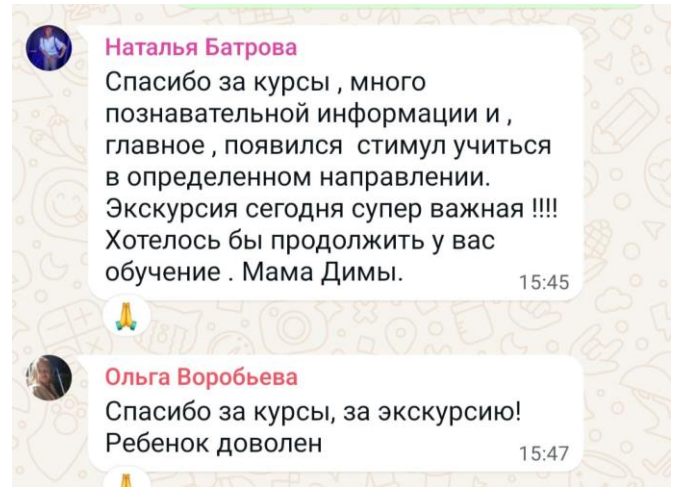 Наталья Батрова
Спасибо за курсы , много
познавательной информации и ,
главное , появился  стимул учиться
в определенном направлении.
Экскурсия сегодня супер важная !!!!
Хотелось бы продолжить у вас
обучение . Мама Димы.
15:45
🙏
Ольга Воробьева
Спасибо за курсы, за экскурсию!
Ребенок доволен
15:47
🙏